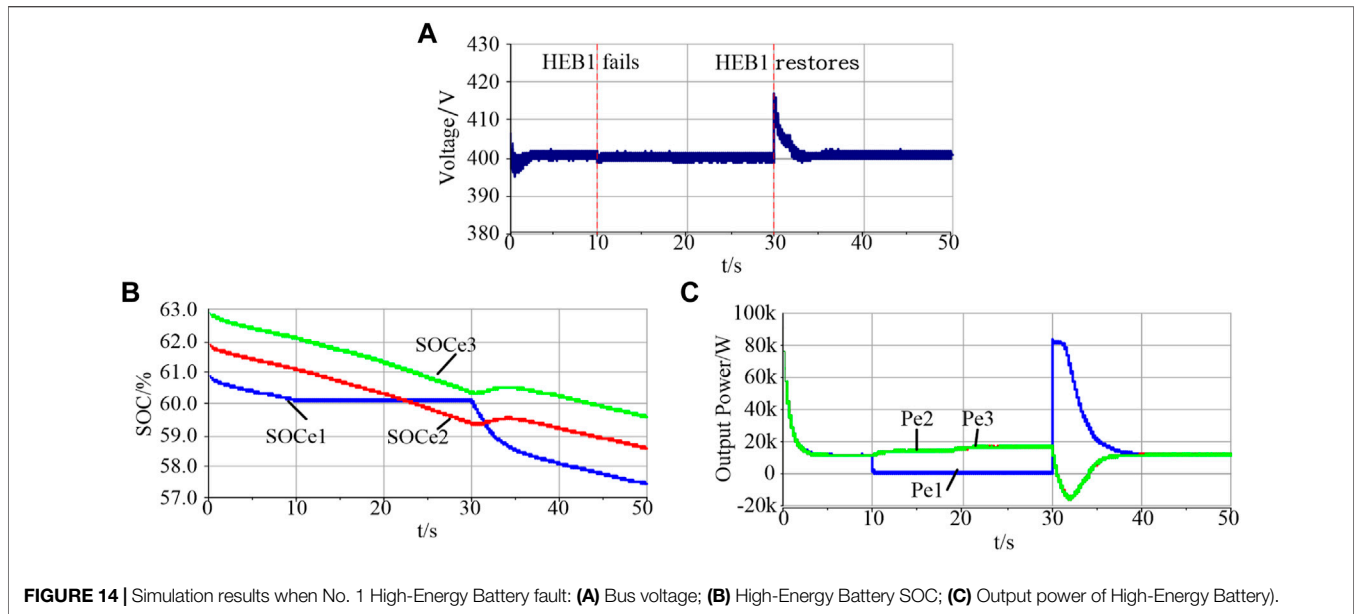 A
430
420
410
400
390
380
Voltage/V
HEB1 fails
HEB1 restores
0 10 20 30 40 50
t/s
B
63.0
62.0
61.0
60.0
59.0
58.0
57.0
SOC/%
SOCe3
SOCe1
SOCe2
0 10 20 30 40 50
t/s
C
100k
80k
60k
40k
20k
0
-20k
Output Power/W
Pe2
Pe3
Pe1
0 10 20 30 40 50
t/s
FIGURE 14 | Simulation results when No. 1 High-Energy Battery fault: (A) Bus voltage; (B) High-Energy Battery SOC; (C) Output power of High-Energy Battery).